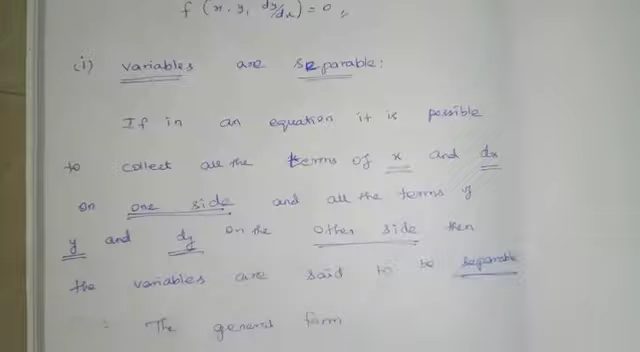 f (x, y, dy/dx) = 0
(i) variables are separable:
If in an equation it is possible
to collect all the terms of x and dx
on one side and all the terms of
y and dy on the other side then
the variables are said to be separable
∴ The general form